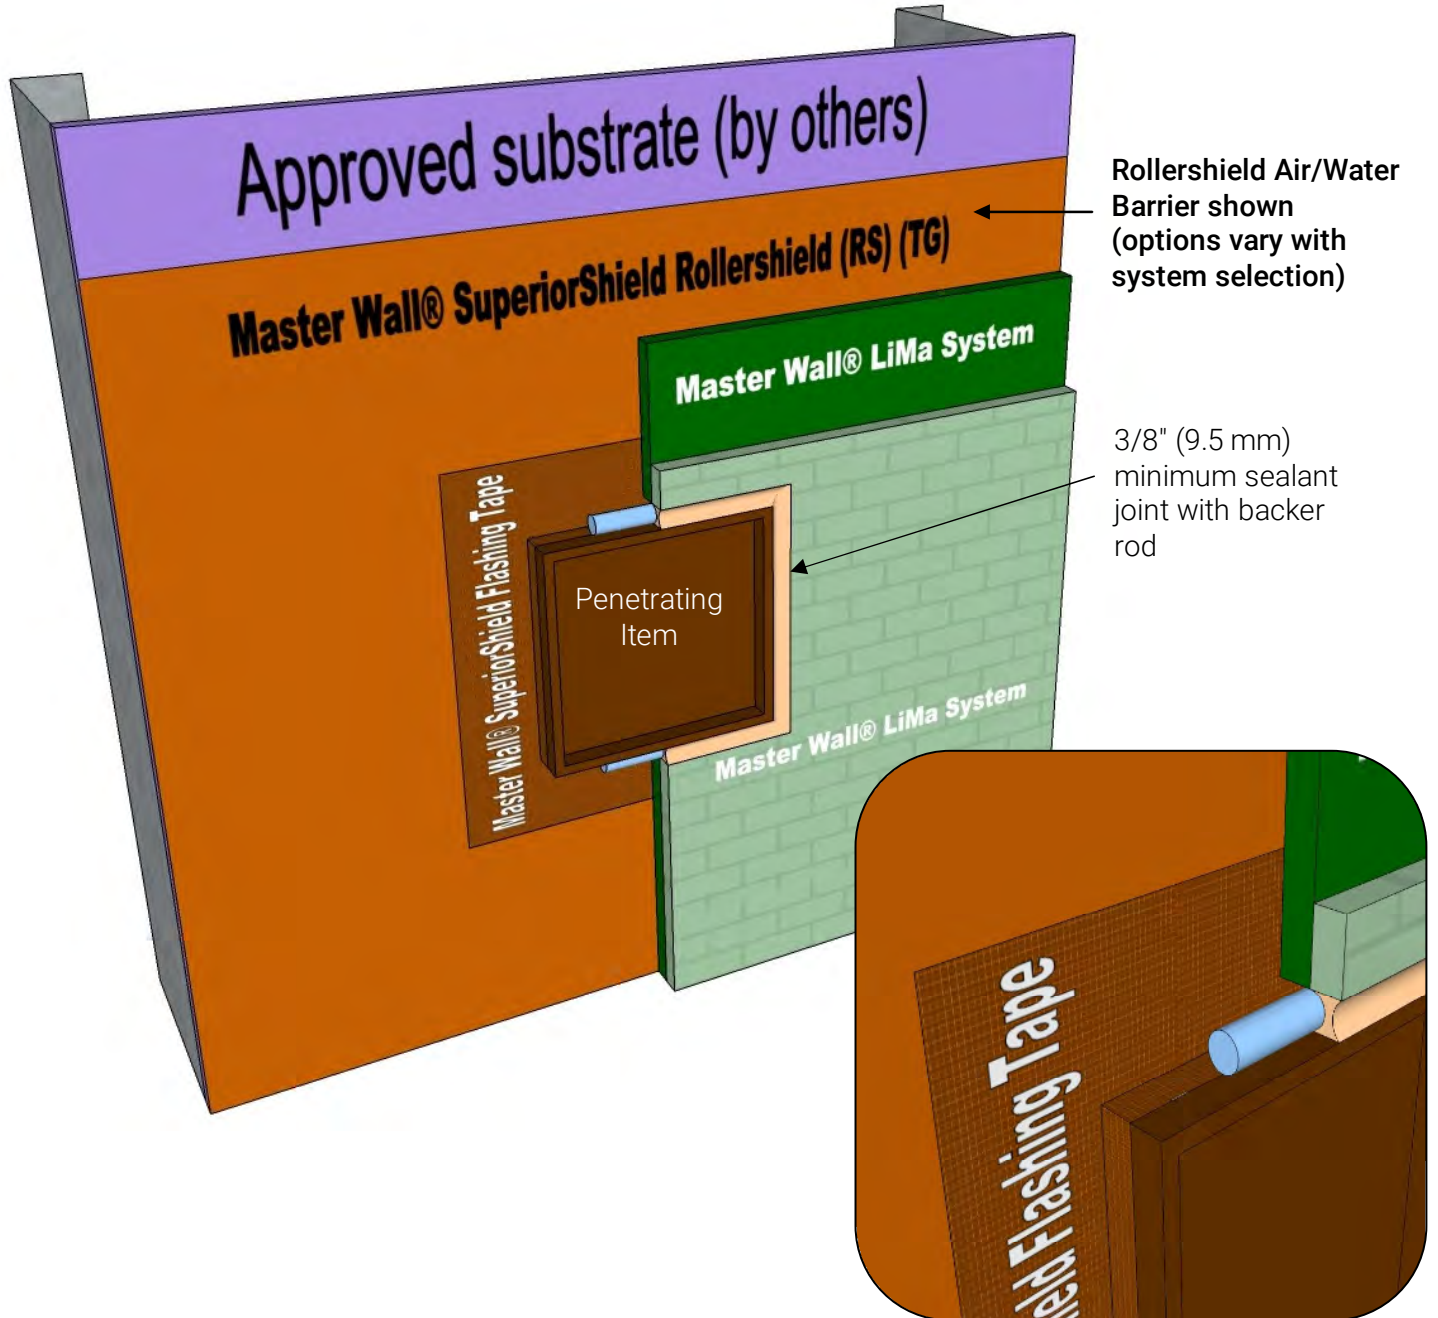 Approved substrate (by others)
Master Wall® SuperiorShield Rollershield (RS) (TG)
Rollershield Air/Water
Barrier shown
(options vary with
system selection)
Master Wall® LiMa System
3/8" (9.5 mm)
minimum sealant
joint with backer
rod
Master Wall® SuperiorShield Flashing Tape
Penetrating
Item
Master Wall® LiMa System
ield Flashing Tape